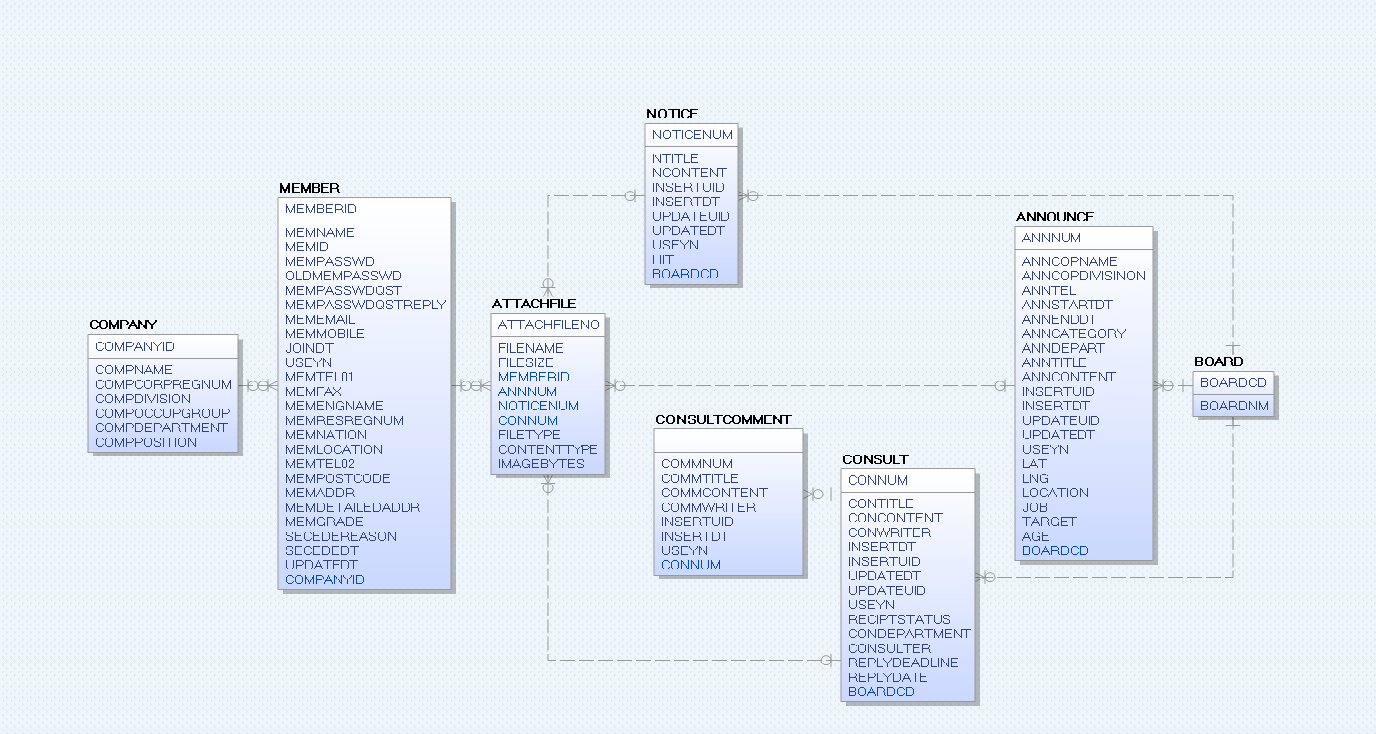 NOTICE
NOTICENUM
NTITLE
NCONTENT
INSERTUID
INSERTDT
UPDATEUID
UPDATEDT
USEYN
HIT
BOARDCD
MEMBER
MEMBERID
MEMNAME
MEMID
MEMPASSWD
OLDMEMPASSWD
MEMPASSWDQST
MEMPASSWDQSTREPLY
MEMEMAIL
MEMMOBILE
JOINDT
USEYN
MEMTEL01
MEMFAX
MEMENGNAME
MEMRESREGNUM
MEMNATION
MEMLOCATION
MEMTEL02
MEMPOSTCODE
MEMADDR
MEMDETAILEDADDR
MEMGRADE
SECEDEREASON
SECEDEDT
UPDATEDT
COMPANYID
ANNOUNCE
ANNNUM
ANNCOPNAME
ANNCOPDIVISINON
ANNTEL
ANNSTARTDT
ANNENDDT
ANNCATEGORY
ANNDEPART
ANNTITLE
ANNCONTENT
INSERTUID
INSERTDT
UPDATEUID
UPDATEDT
USEYN
LAT
LNG
LOCATION
JOB
TARGET
AGE
BOARDCD
ATTACHFILE
ATTACHFILENO
FILENAME
FILESIZE
MEMBERID
ANNNUM
NOTICENUM
CONNUM
FILETYPE
CONTENTTYPE
IMAGEBYTES
COMPANY
COMPANYID
COMPNAME
COMPCORPREGNUM
COMPDIVISION
COMPOCCUPGROUP
COMPDEPARTMENT
COMPPOSITION
BOARD
BOARDCD
BOARDNM
CONSULTCOMMENT
COMMNUM
COMMTITLE
COMMCONTENT
COMMWRITER
INSERTUID
INSERTDT
USEYN
CONNUM
CONSULT
CONNUM
CONTITLE
CONCONTENT
CONWRITER
INSERTDT
INSERTUID
UPDATEDT
UPDATEUID
USEYN
RECIPTSTATUS
CONDEPARTMENT
CONSULTER
REPLYDEADLINE
REPLYDATE
BOARDCD